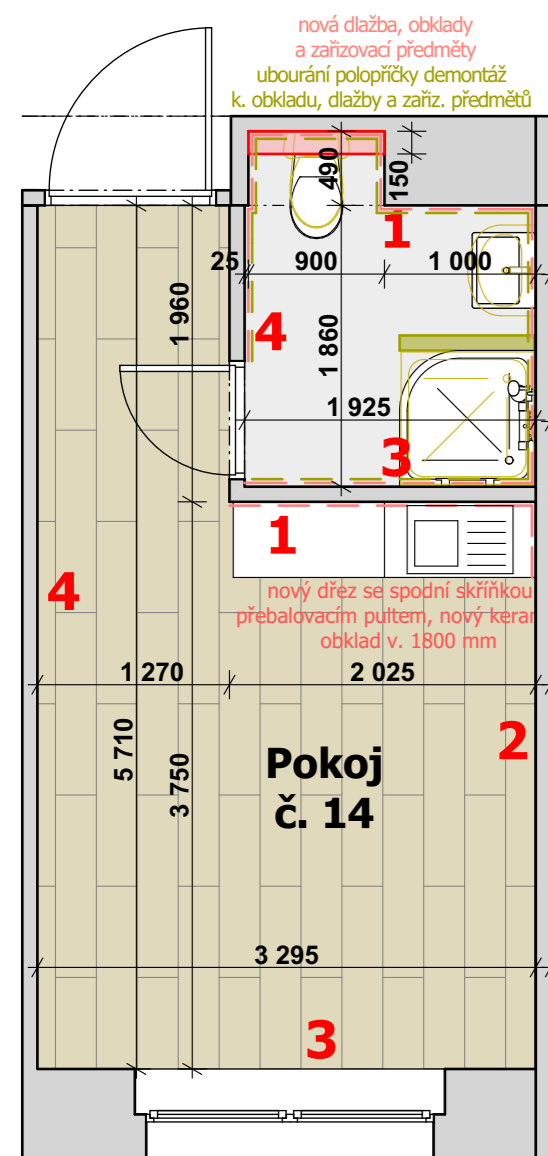 nová dlažba, obklady
a zařizovací předměty
ubourání polopříčky demontáž
k. obkladu, dlažby a zařiz. předmětů
490
150
1
25
900
1 000
1 960
4
1 860
1 925
3
1
4
nový dřez se spodní skříňkou
přebalovacím pultem, nový kerar
obklad v. 1800 mm
1 270
2 025
5 710
3 750
2
Pokoj
č. 14
3 295
3